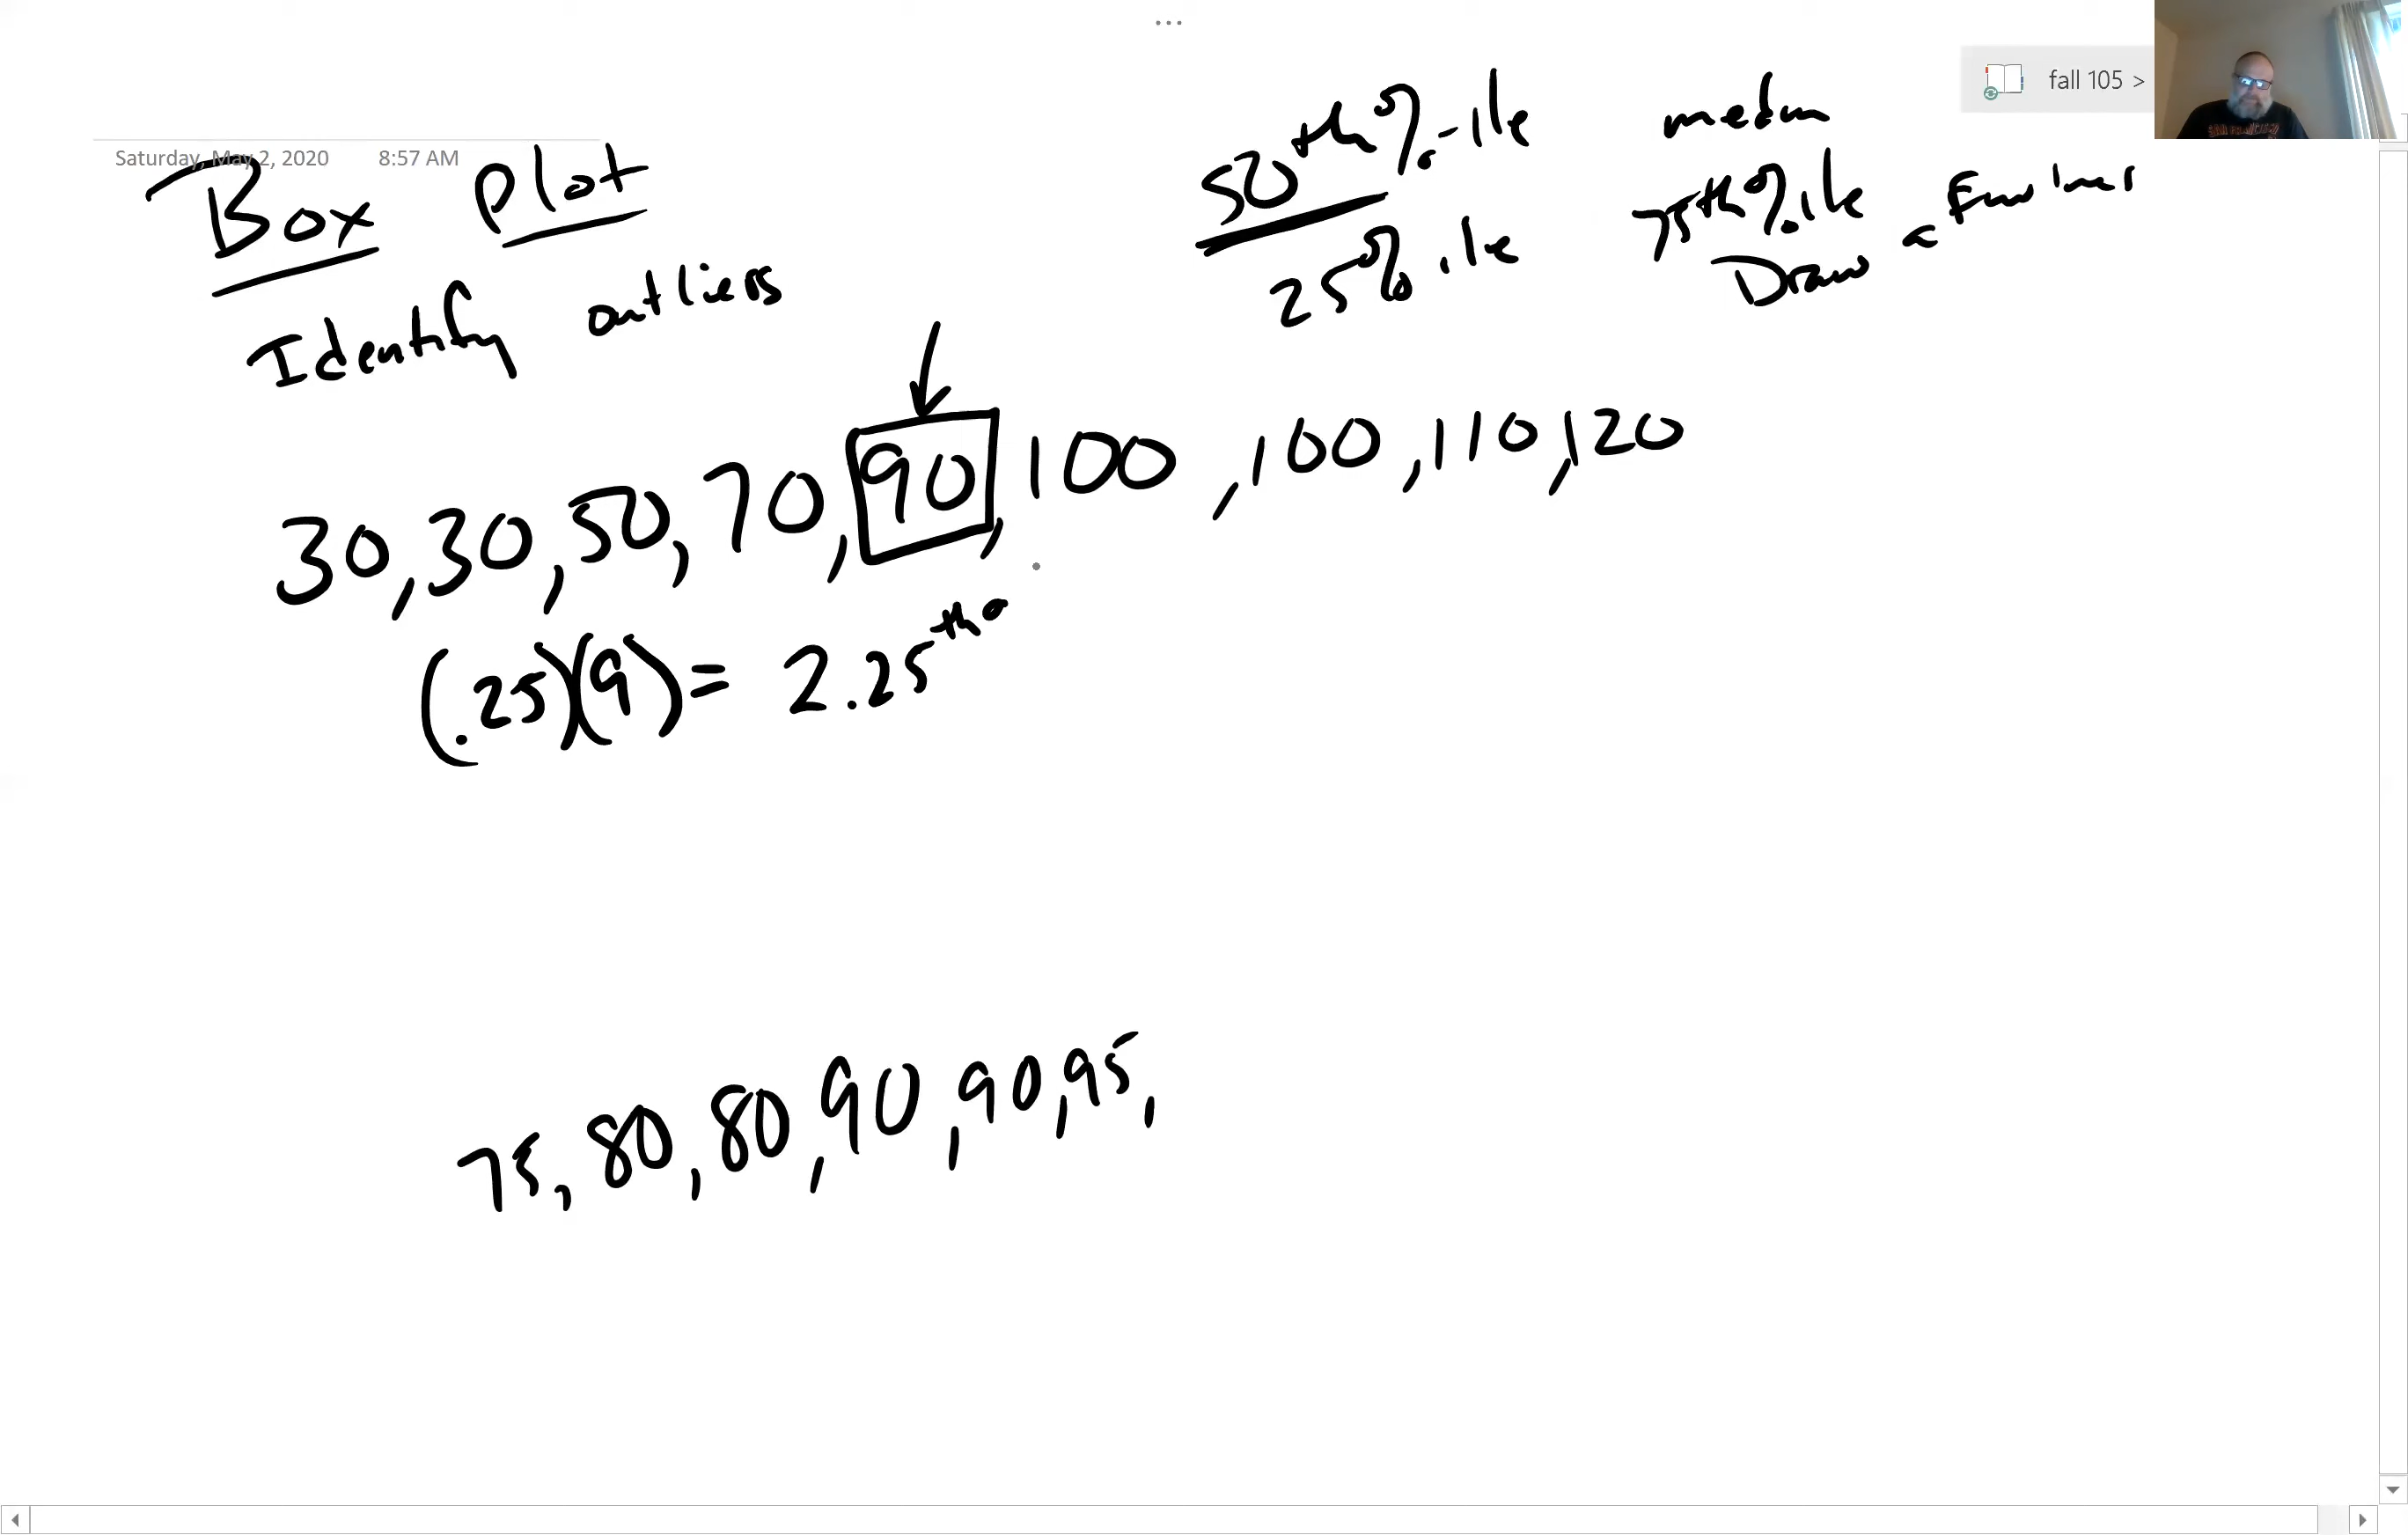 ...
fall 105 >
Saturday, May 2, 2020 8:57 AM
Box Plot
Identify outliers
50th %-ile
25%.ile
75th %.ile
Draw a
30, 30, 50, 70, 90, 100, 100, 110, 120
(.25)(9) = 2.25th
75, 80, 80, 90, 90, 95,